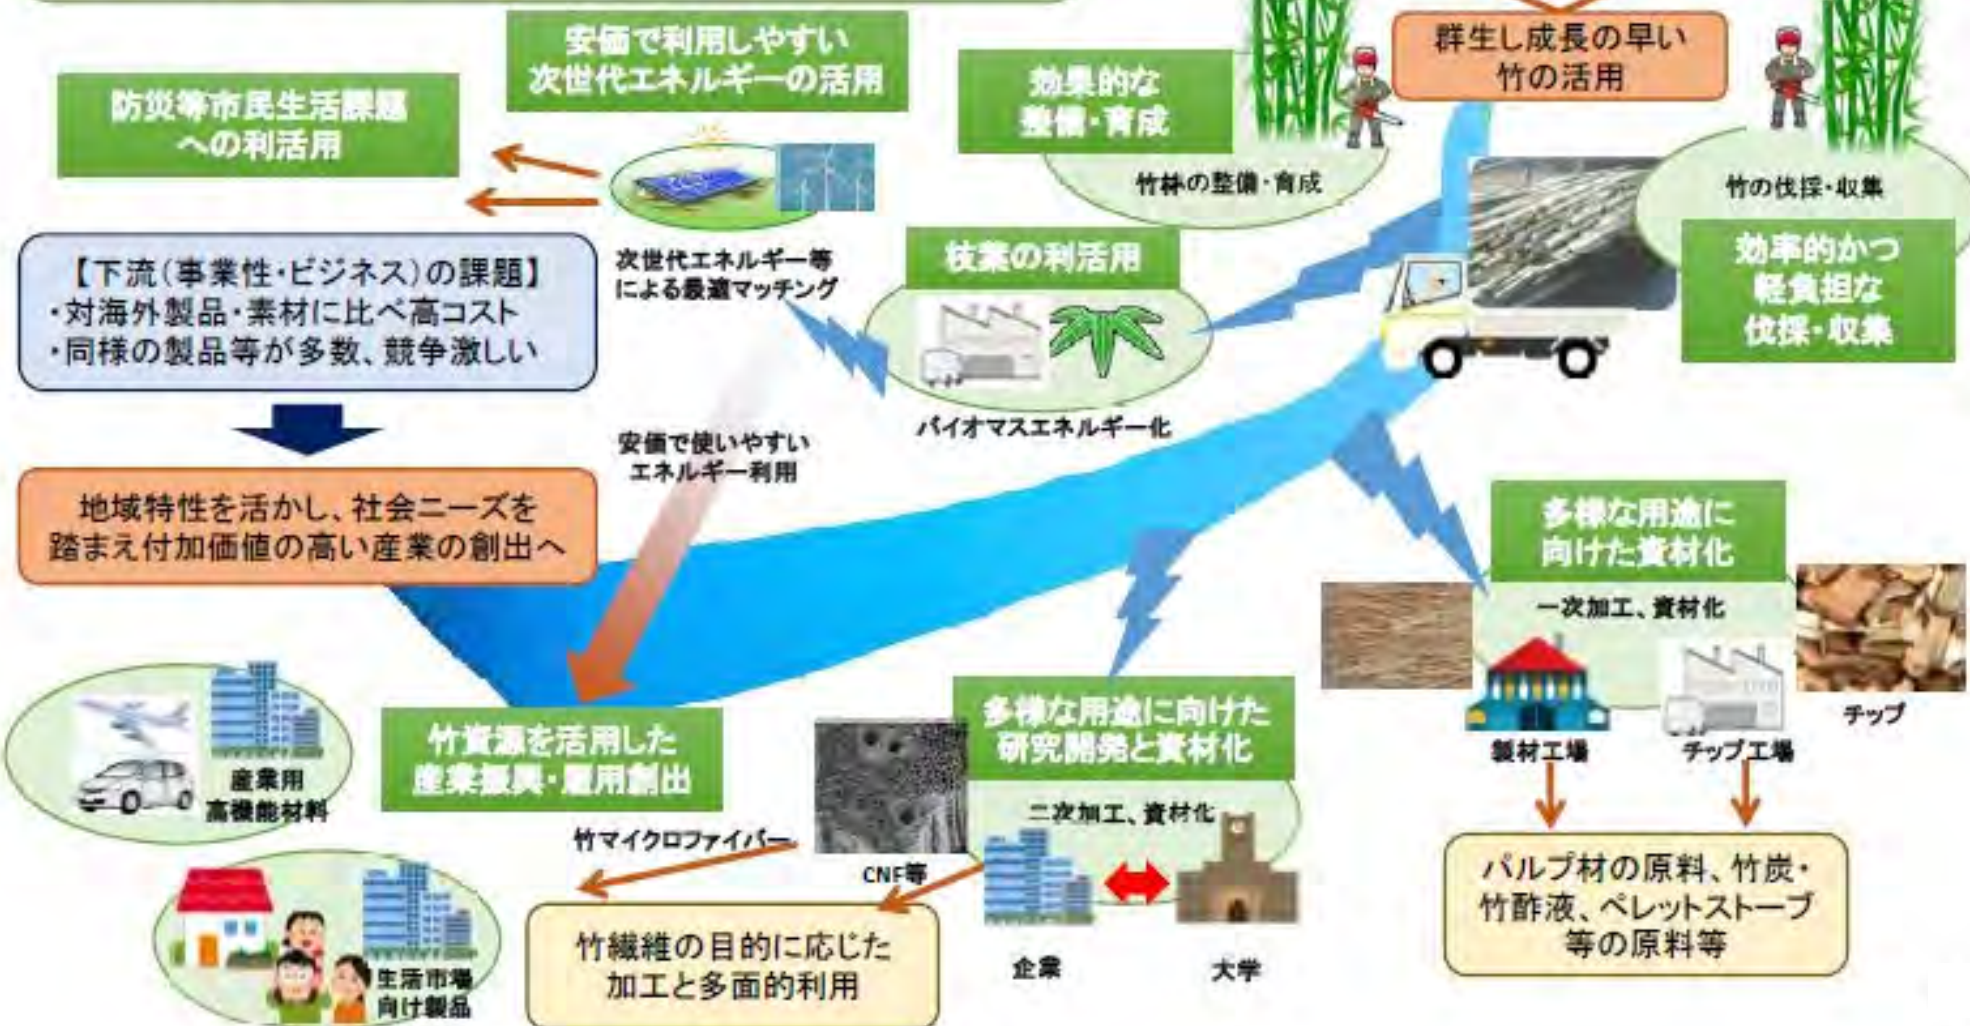 安価で利用しやすい
次世代エネルギーの活用
防災等市民生活課題
への利活用
効果的な
整備・育成
群生し成長の早い
竹の活用
竹林の整備・育成
竹の伐採・収集
効率的かつ
軽負担な
伐採・収集
【下流(事業性・ビジネス)の課題】
・対海外製品・素材に比べ高コスト
・同様の製品等が多数、競争激しい
次世代エネルギー等
による最適マッチング
枝葉の利活用
バイオマスエネルギー化
安価で使いやすい
エネルギー利用
地域特性を活かし、社会ニーズを
踏まえ付加価値の高い産業の創出へ
多様な用途に
向けた資材化
一次加工、資材化
チップ
製材工場
チップ工場
パルプ材の原料、竹炭・
竹酢液、ペレットストーブ
等の原料等
多様な用途に向けた
研究開発と資材化
二次加工、資材化
企業
大学
竹資源を活用した
産業振興・雇用創出
竹マイクロファイバー
CNF等
竹繊維の目的に応じた
加工と多面的利用
産業用
高機能材料
生活市場
向け製品